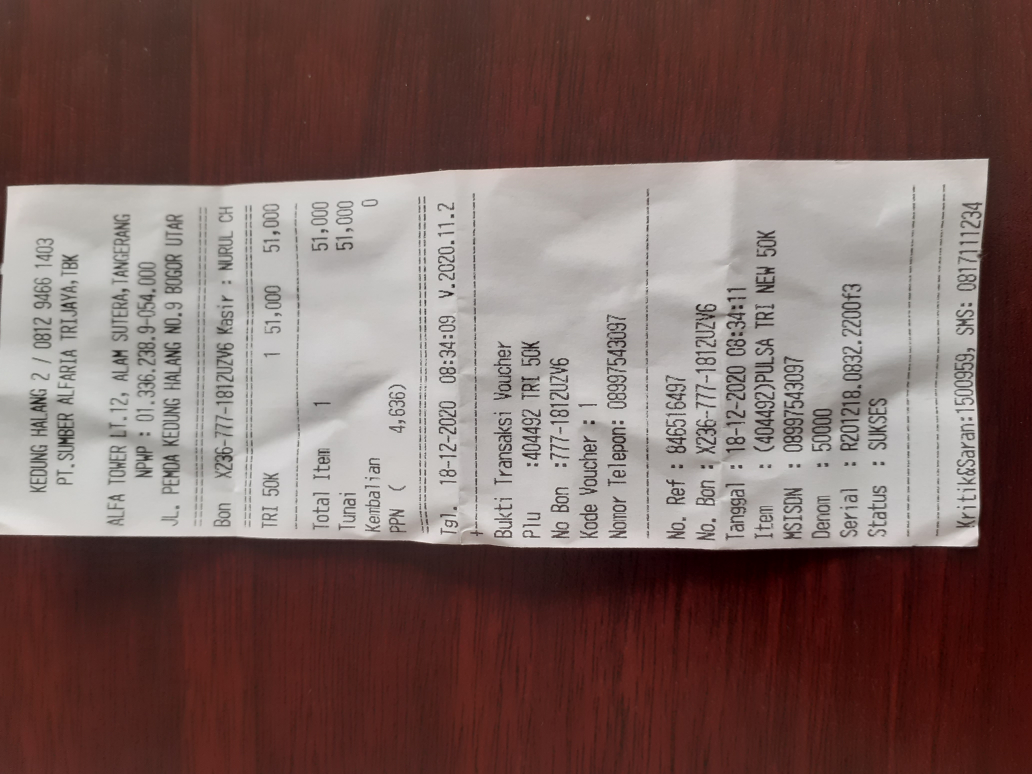 KEDUNG HALANG 2 / 0812 9466 1403
PT.SUMBER ALFARIA TRIJAYA,TBK
ALFA TOWER LT.12, ALAM SUTERA,TANGERANG
NPWP : 01.336.238.9-054.000
JL. PEMDA KEDUNG HALANG NO.9 BOGOR UTAR
Bon X236-777-1812UZV6 Kasir : NURUL CH
TRI 50K 1 51,000 51,000
Total Item 1 51,000
Tunai 51,000
Kembalian 0
PPN ( 4,636)
Tgl. 18-12-2020 08:34:09 V.2020.11.2
Bukti Transaksi Voucher
Plu :404492 TRI 50K
No Bon :777-1812UZV6
Kode Voucher : 1
Nomor Telepon: 08997543097
No. Ref : 846516497
No. Bon : X236-777-1812UZV6
Tanggal : 18-12-2020 08:34:11
Item : (404492)PULSA TRI NEW 50K
MSISDN : 08997543097
Denom : 50000
Serial : R201218.0832.2200f3
Status : SUKSES
Kritik&Saran:1500959, SMS: 0817111234